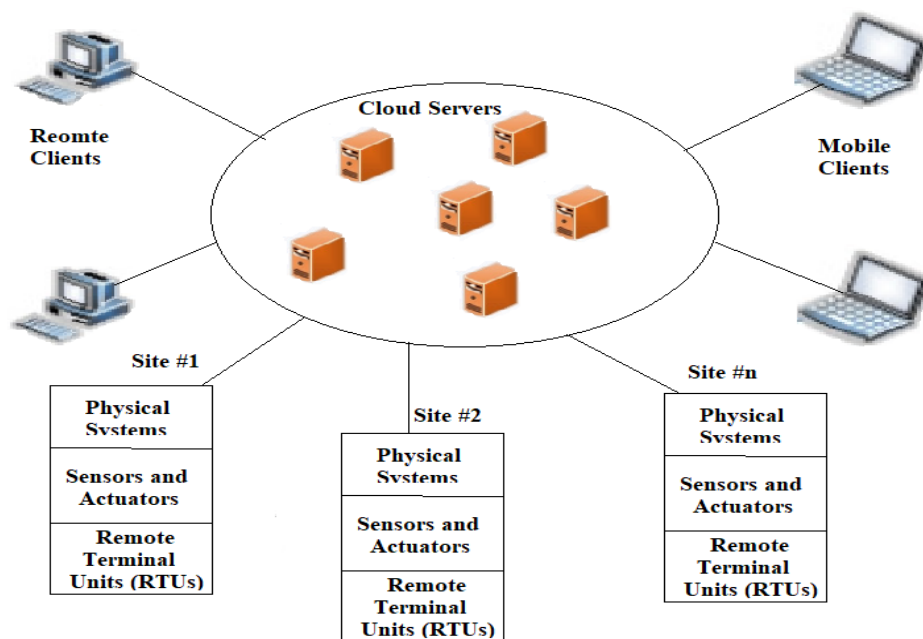 Cloud Servers
Reomte
Clients
Mobile
Clients
Site #1
Physical
Systems
Sensors and
Actuators
Remote
Terminal
Units (RTUs)
Site #2
Physical
Systems
Sensors and
Actuators
Remote
Terminal
Units (RTUs)
Site #n
Physical
Systems
Sensors and
Actuators
Remote
Terminal
Units (RTUs)